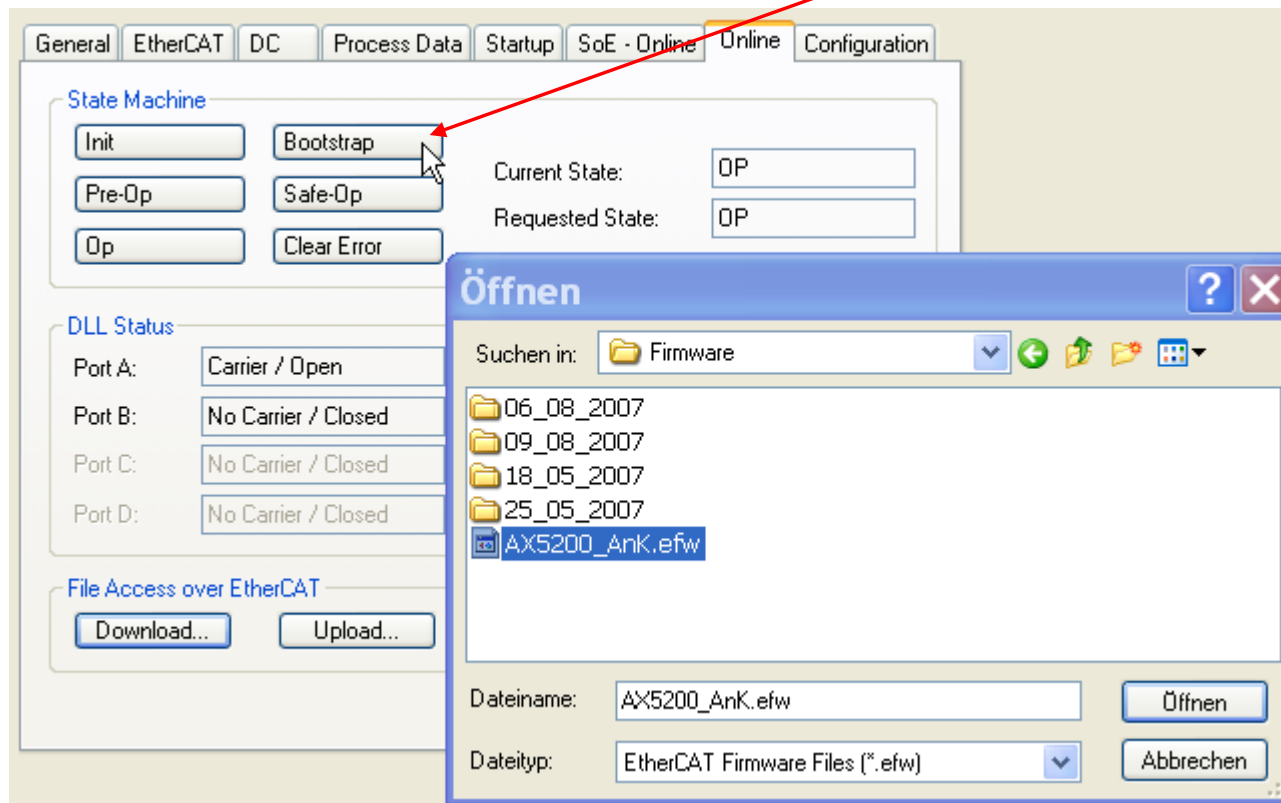 General EtherCAT DC Process Data Startup SoE - Online Online Configuration
State Machine
Init Bootstrap
Pre-Op Safe-Op
Op Clear Error
Current State: OP
Requested State: OP
DLL Status
Port A: Carrier / Open
Port B: No Carrier / Closed
Port C: No Carrier / Closed
Port D: No Carrier / Closed
File Access over EtherCAT
Download... Upload...
Öffnen
Suchen in: Firmware
06_08_2007
09_08_2007
18_05_2007
25_05_2007
AX5200_AnK.efw
Dateiname: AX5200_AnK.efw Öffnen
Dateityp: EtherCAT Firmware Files (*.efw) Abbrechen